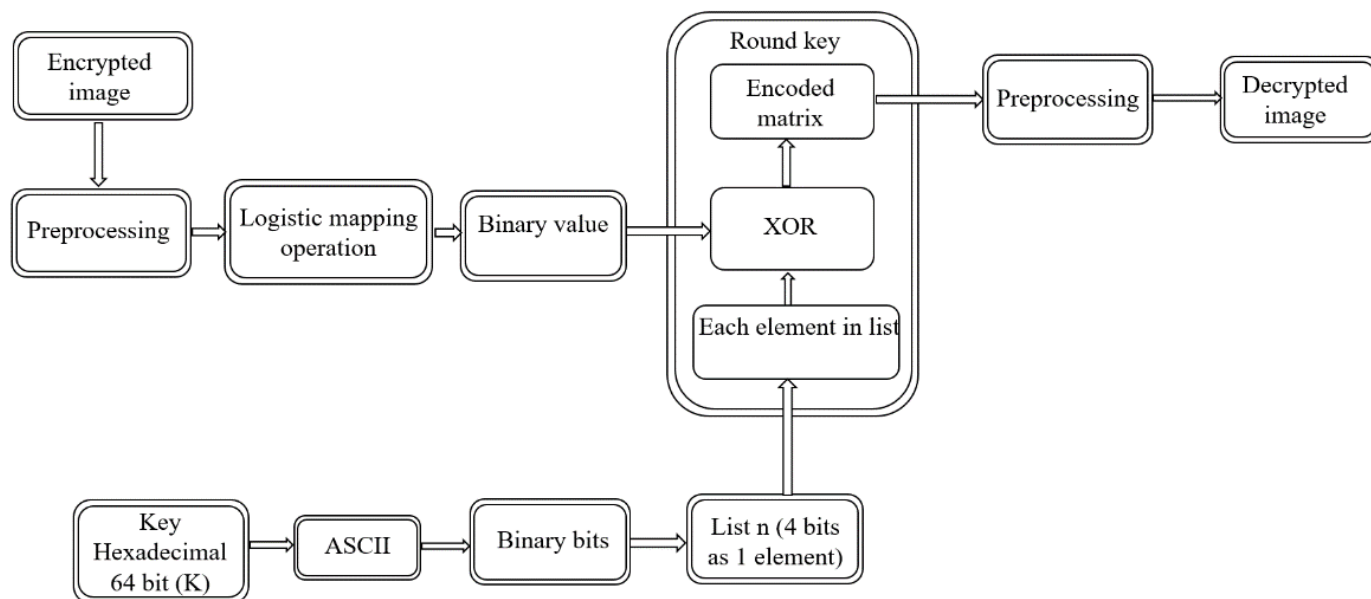 Encrypted
image
Preprocessing
Logistic mapping
operation
Binary value
Round key
Encoded
matrix
XOR
Each element in list
Preprocessing
Decrypted
image
Key
Hexadecimal
64 bit (K)
ASCII
Binary bits
List n (4 bits
as 1 element)